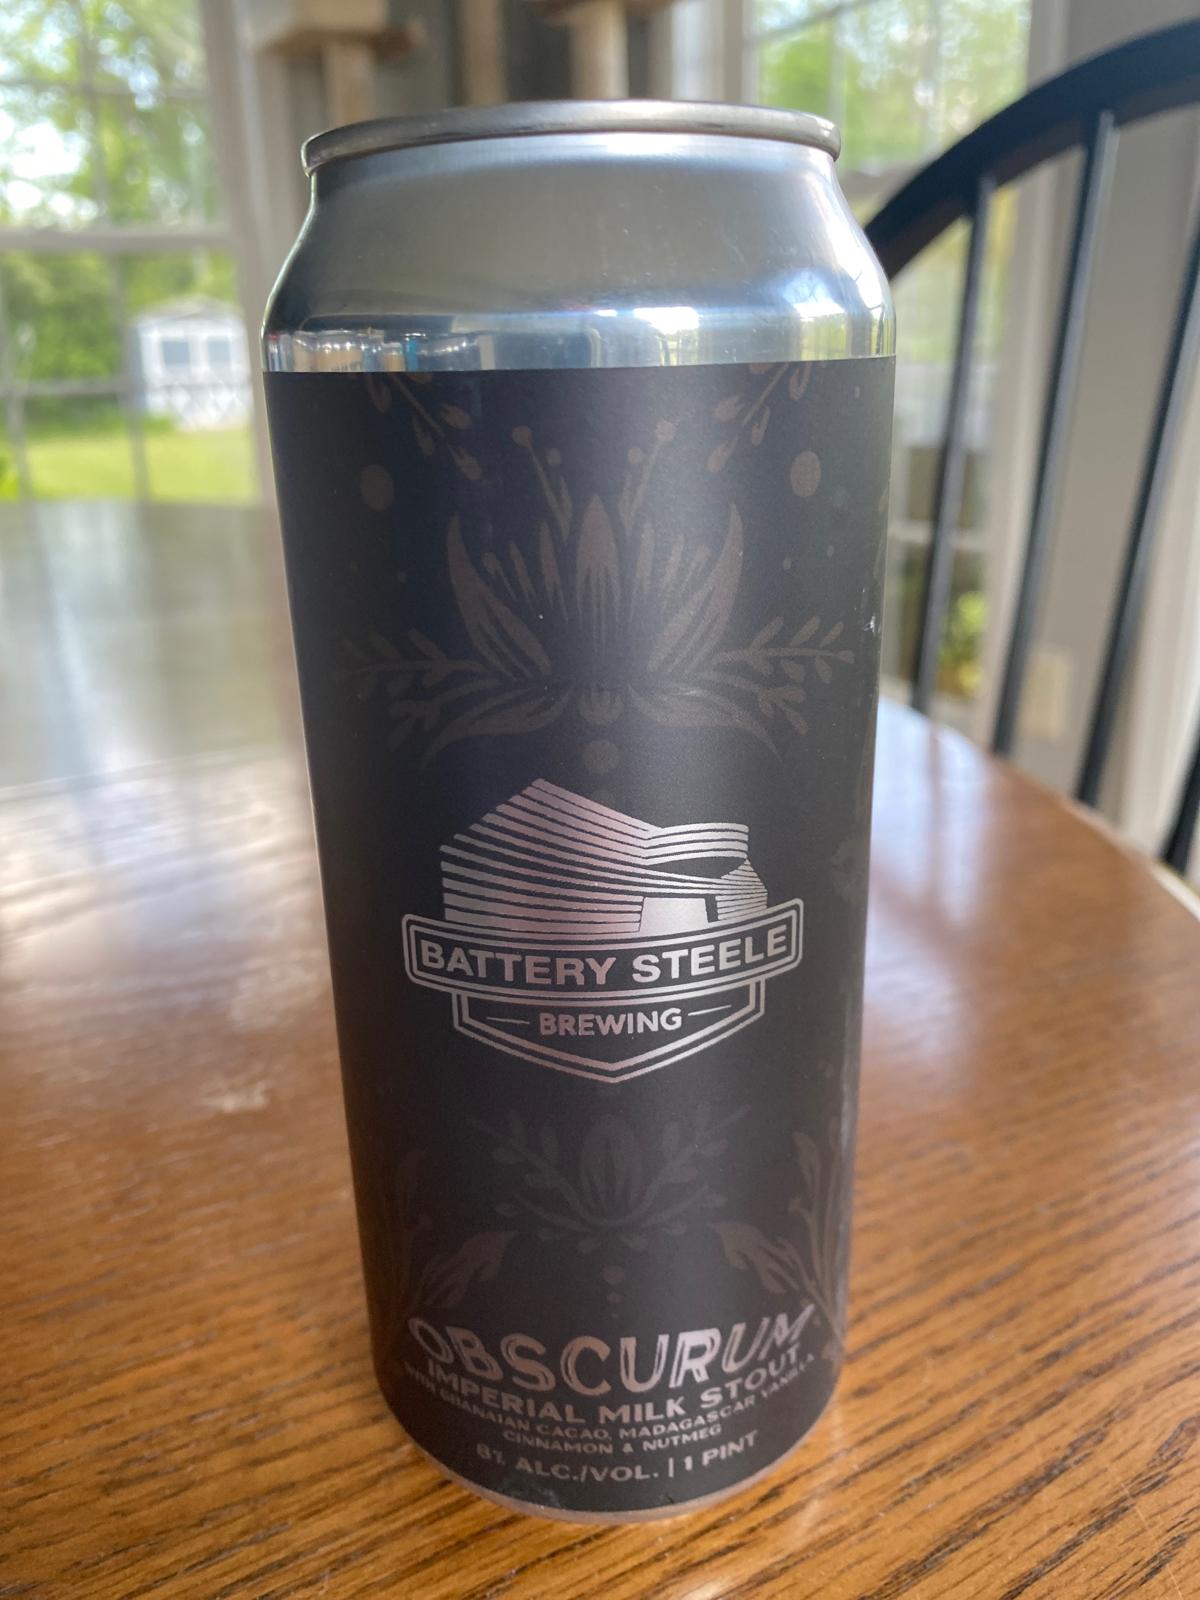 BATTERY STEELE
BREWING
OBSCURUM
IMPERIAL MILK STOUT
WITH GHANAIAN CACAO, MADAGASCAR VANILLA
CINNAMON & NUTMEG
8% ALC./VOL. | 1 PINT